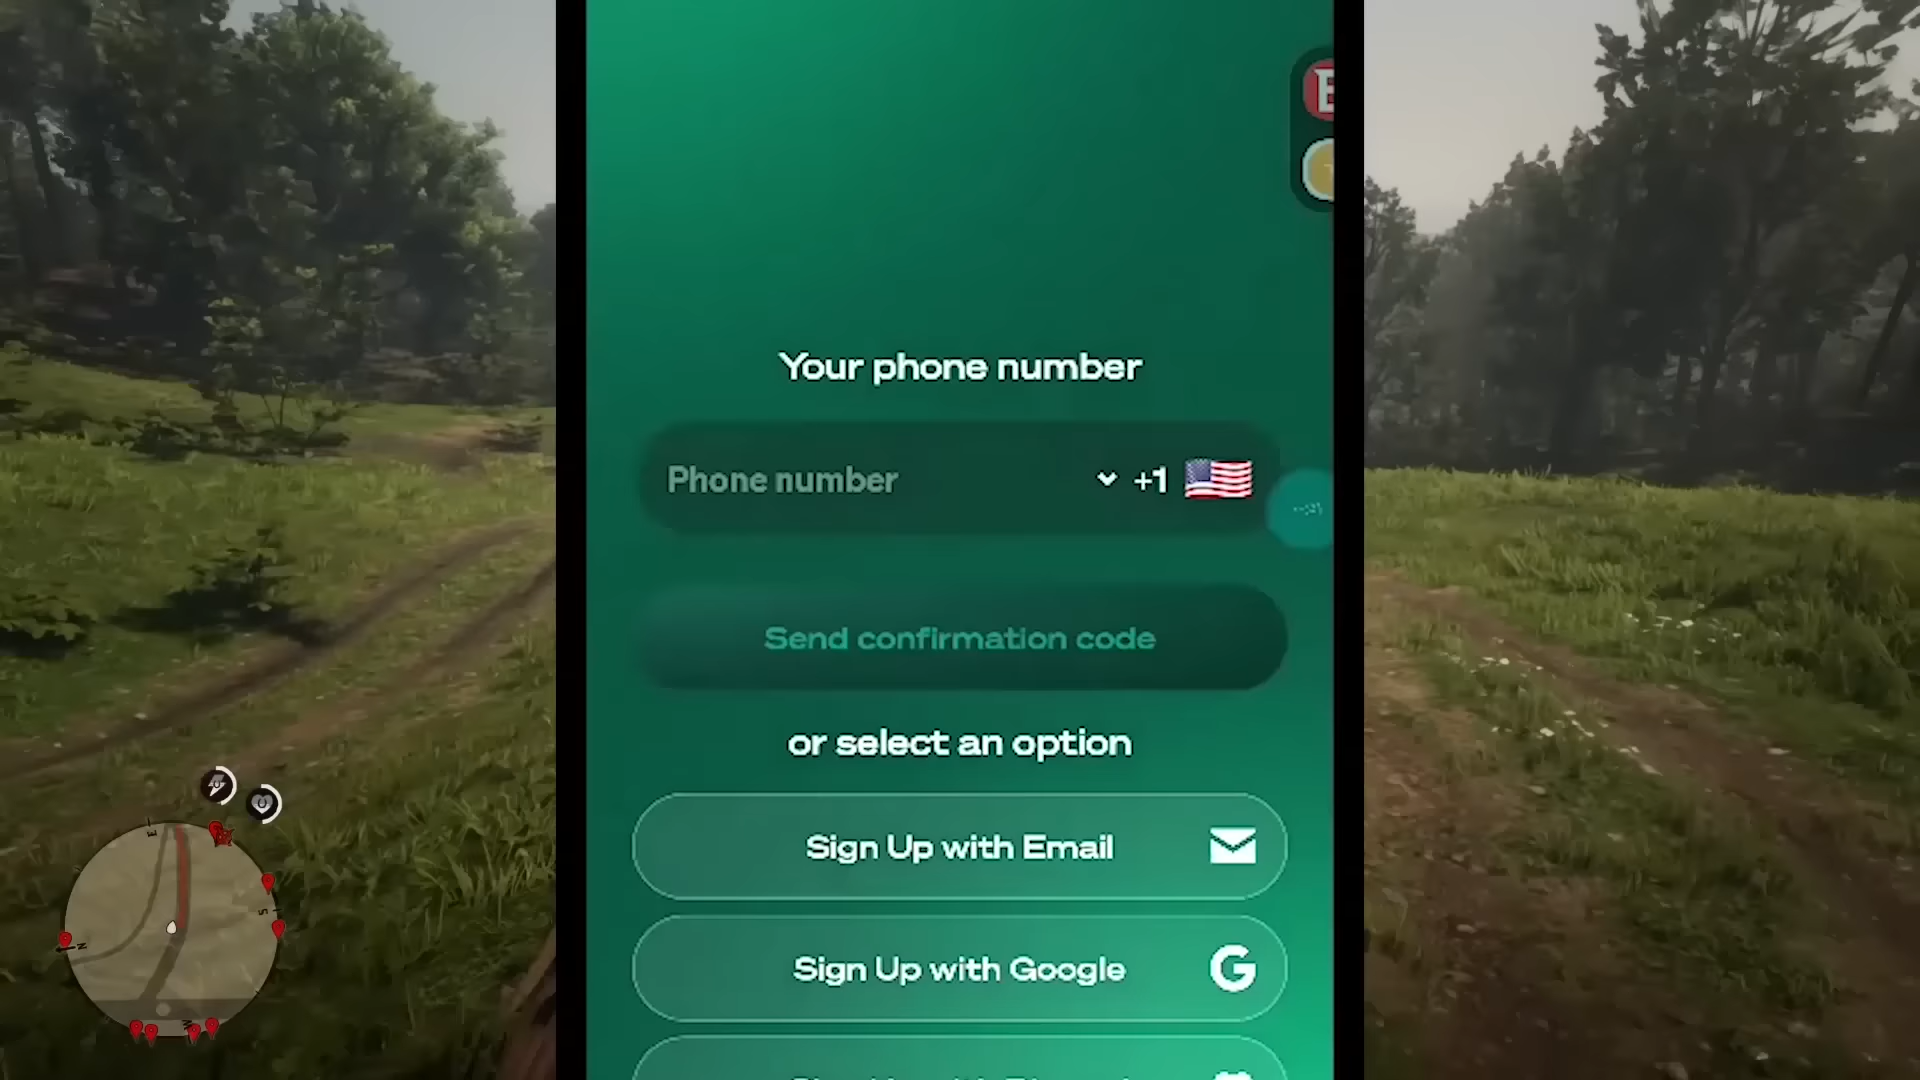 Your phone number
Phone number
+1
Send confirmation code
or select an option
Sign Up with Email
Sign Up with Google
G